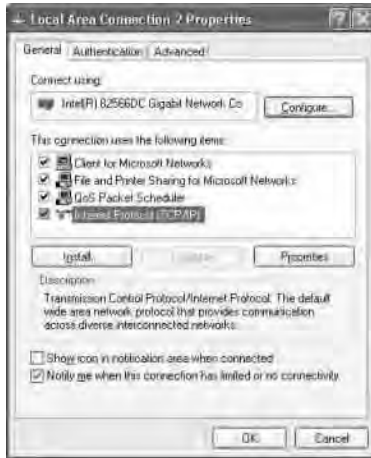 Local Area Connection 2 Properties
General Authentication Advanced
Connect using:
Intel(R) 82566DC Gigabit Network Co
Configure...
This connection uses the following items:
Client for Microsoft Networks
File and Printer Sharing for Microsoft Networks
QoS Packet Scheduler
Internet Protocol (TCP/IP)
Install... Uninstall Properties
Description
Transmission Control Protocol/Internet Protocol. The default
wide area network protocol that provides communication
across diverse interconnected networks.
Show icon in notification area when connected
Notify me when this connection has limited or no connectivity
OK Cancel